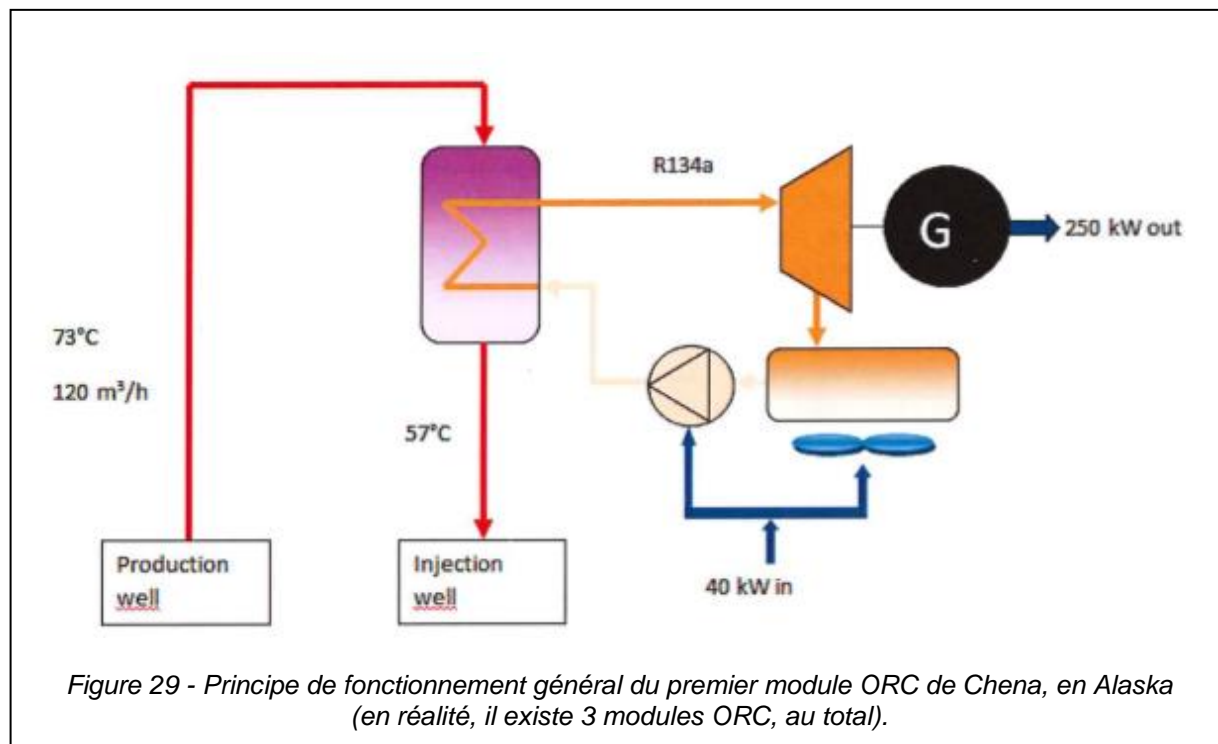 R134a
G
250 kW out
73°C
120 m³/h
57°C
Production
well
Injection
well
40 kW in
Figure 29 - Principe de fonctionnement général du premier module ORC de Chena, en Alaska
(en réalité, il existe 3 modules ORC, au total).